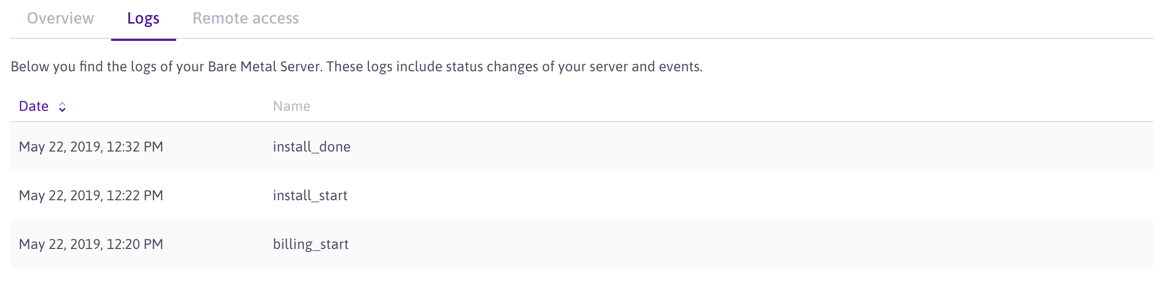 Overview Logs Remote access
Below you find the logs of your Bare Metal Server. These logs include status changes of your server and events.
Date Name
May 22, 2019, 12:32 PM install_done
May 22, 2019, 12:22 PM install_start
May 22, 2019, 12:20 PM billing_start